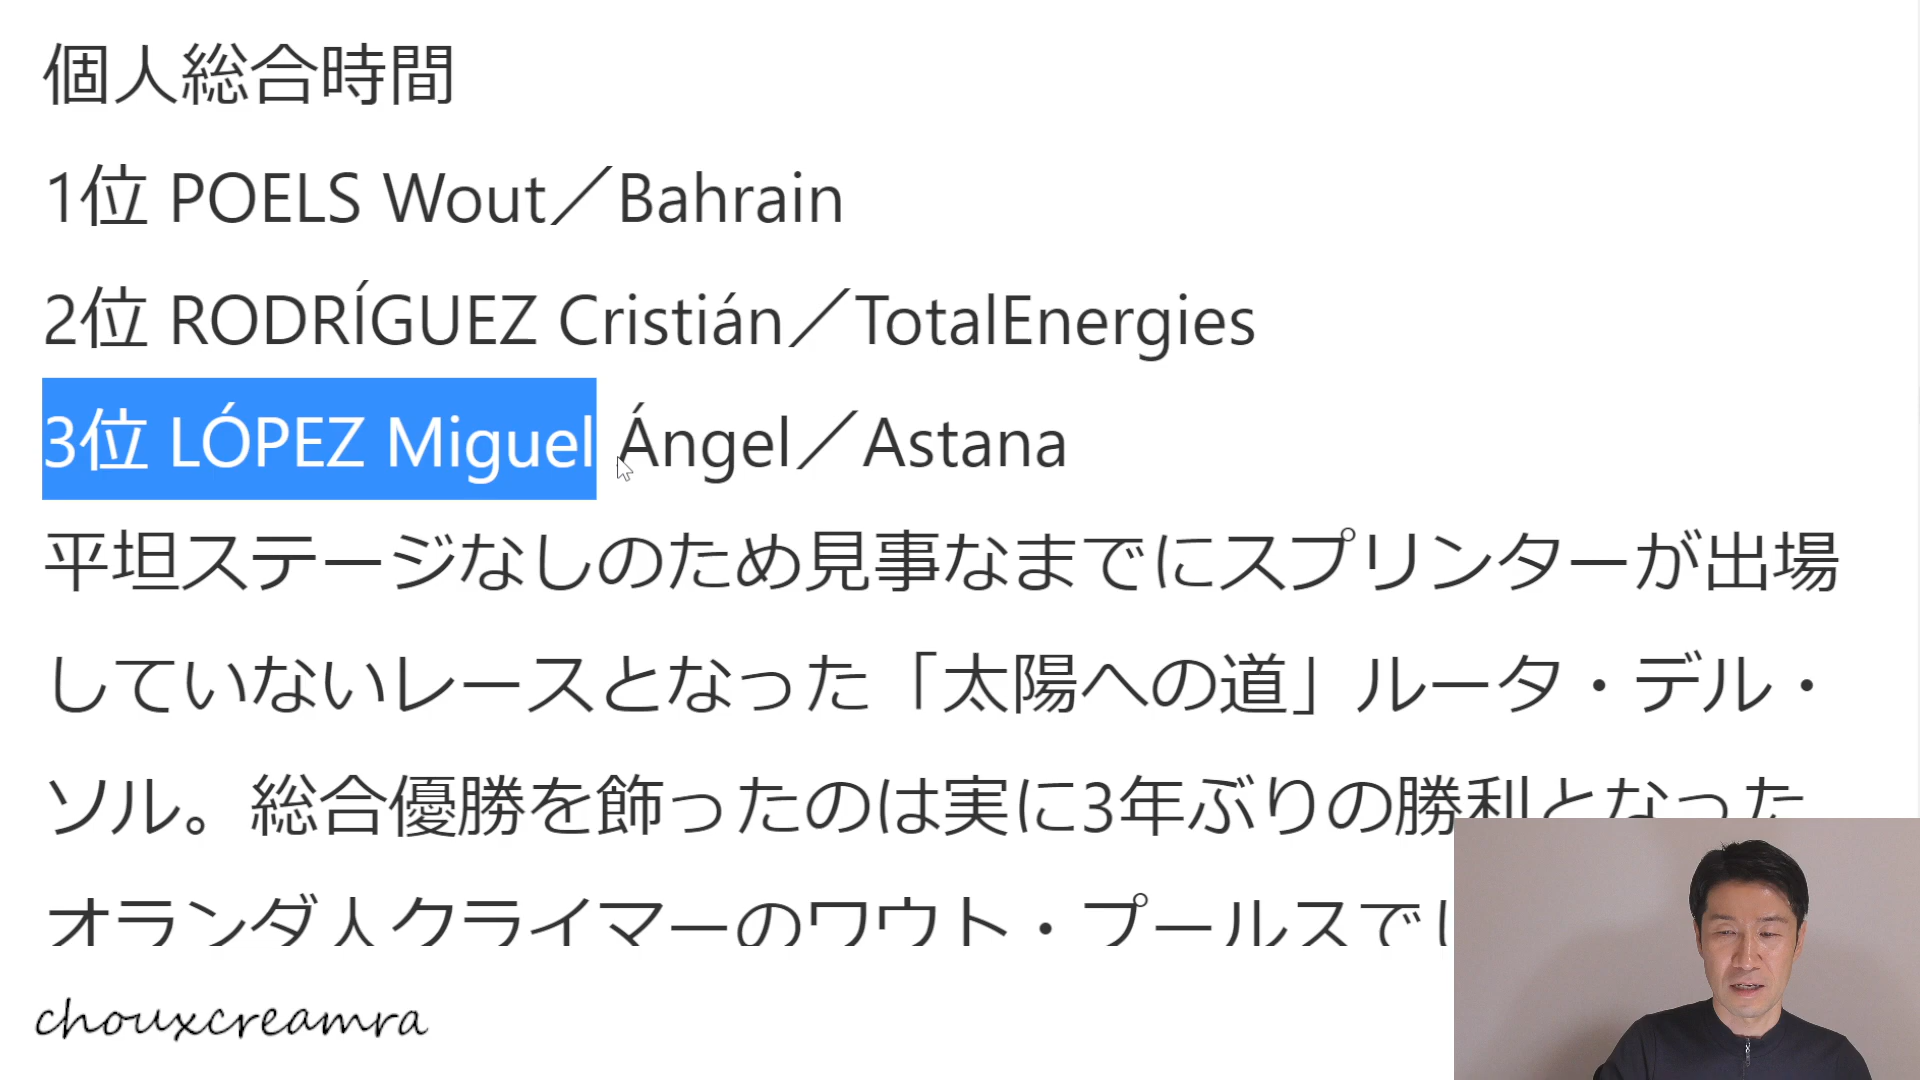 個人総合時間
1位 POELS Wout／Bahrain
2位 RODRÍGUEZ Cristián／TotalEnergies
3位 LÓPEZ Miguel Ángel／Astana
平坦ステージなしのため見事なまでにスプリンターが出場
していないレースとなった「太陽への道」ルータ・デル・
ソル。総合優勝を飾ったのは実に3年ぶりの勝利となった
オランダ人クライマーのワウト・プールスで
chouxcreamra